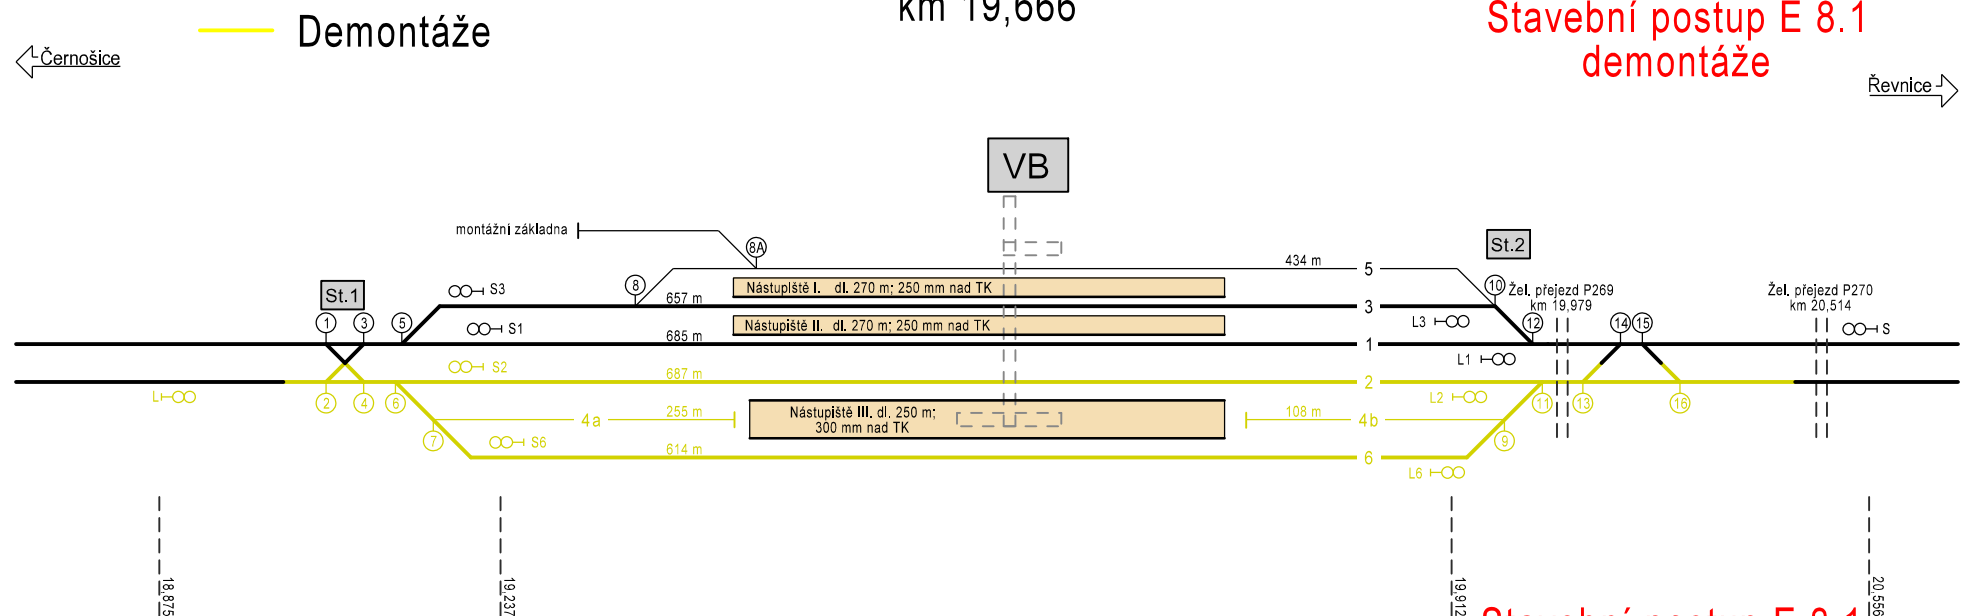 km 19,666
Stavební postup E 8.1
demontáže
Demontáže
Černošice
Řevnice
VB
montážní základna
8A
St.2
434 m
5
St.1
S3
8
Nástupiště I. dl. 270 m; 250 mm nad TK
10
Žel. přejezd P269
km 19,979
Žel. přejezd P270
km 20,514
657 m
3
1
3
5
S1
Nástupiště II. dl. 270 m; 250 mm nad TK
L3
12
14
15
S
685 m
1
S2
L1
687 m
2
L
2
4
6
L2
11
13
16
4a
255 m
Nástupiště III. dl. 250 m;
300 mm nad TK
108 m
4b
7
S6
9
614 m
6
L6
18,875
19,237
19,912
20,556